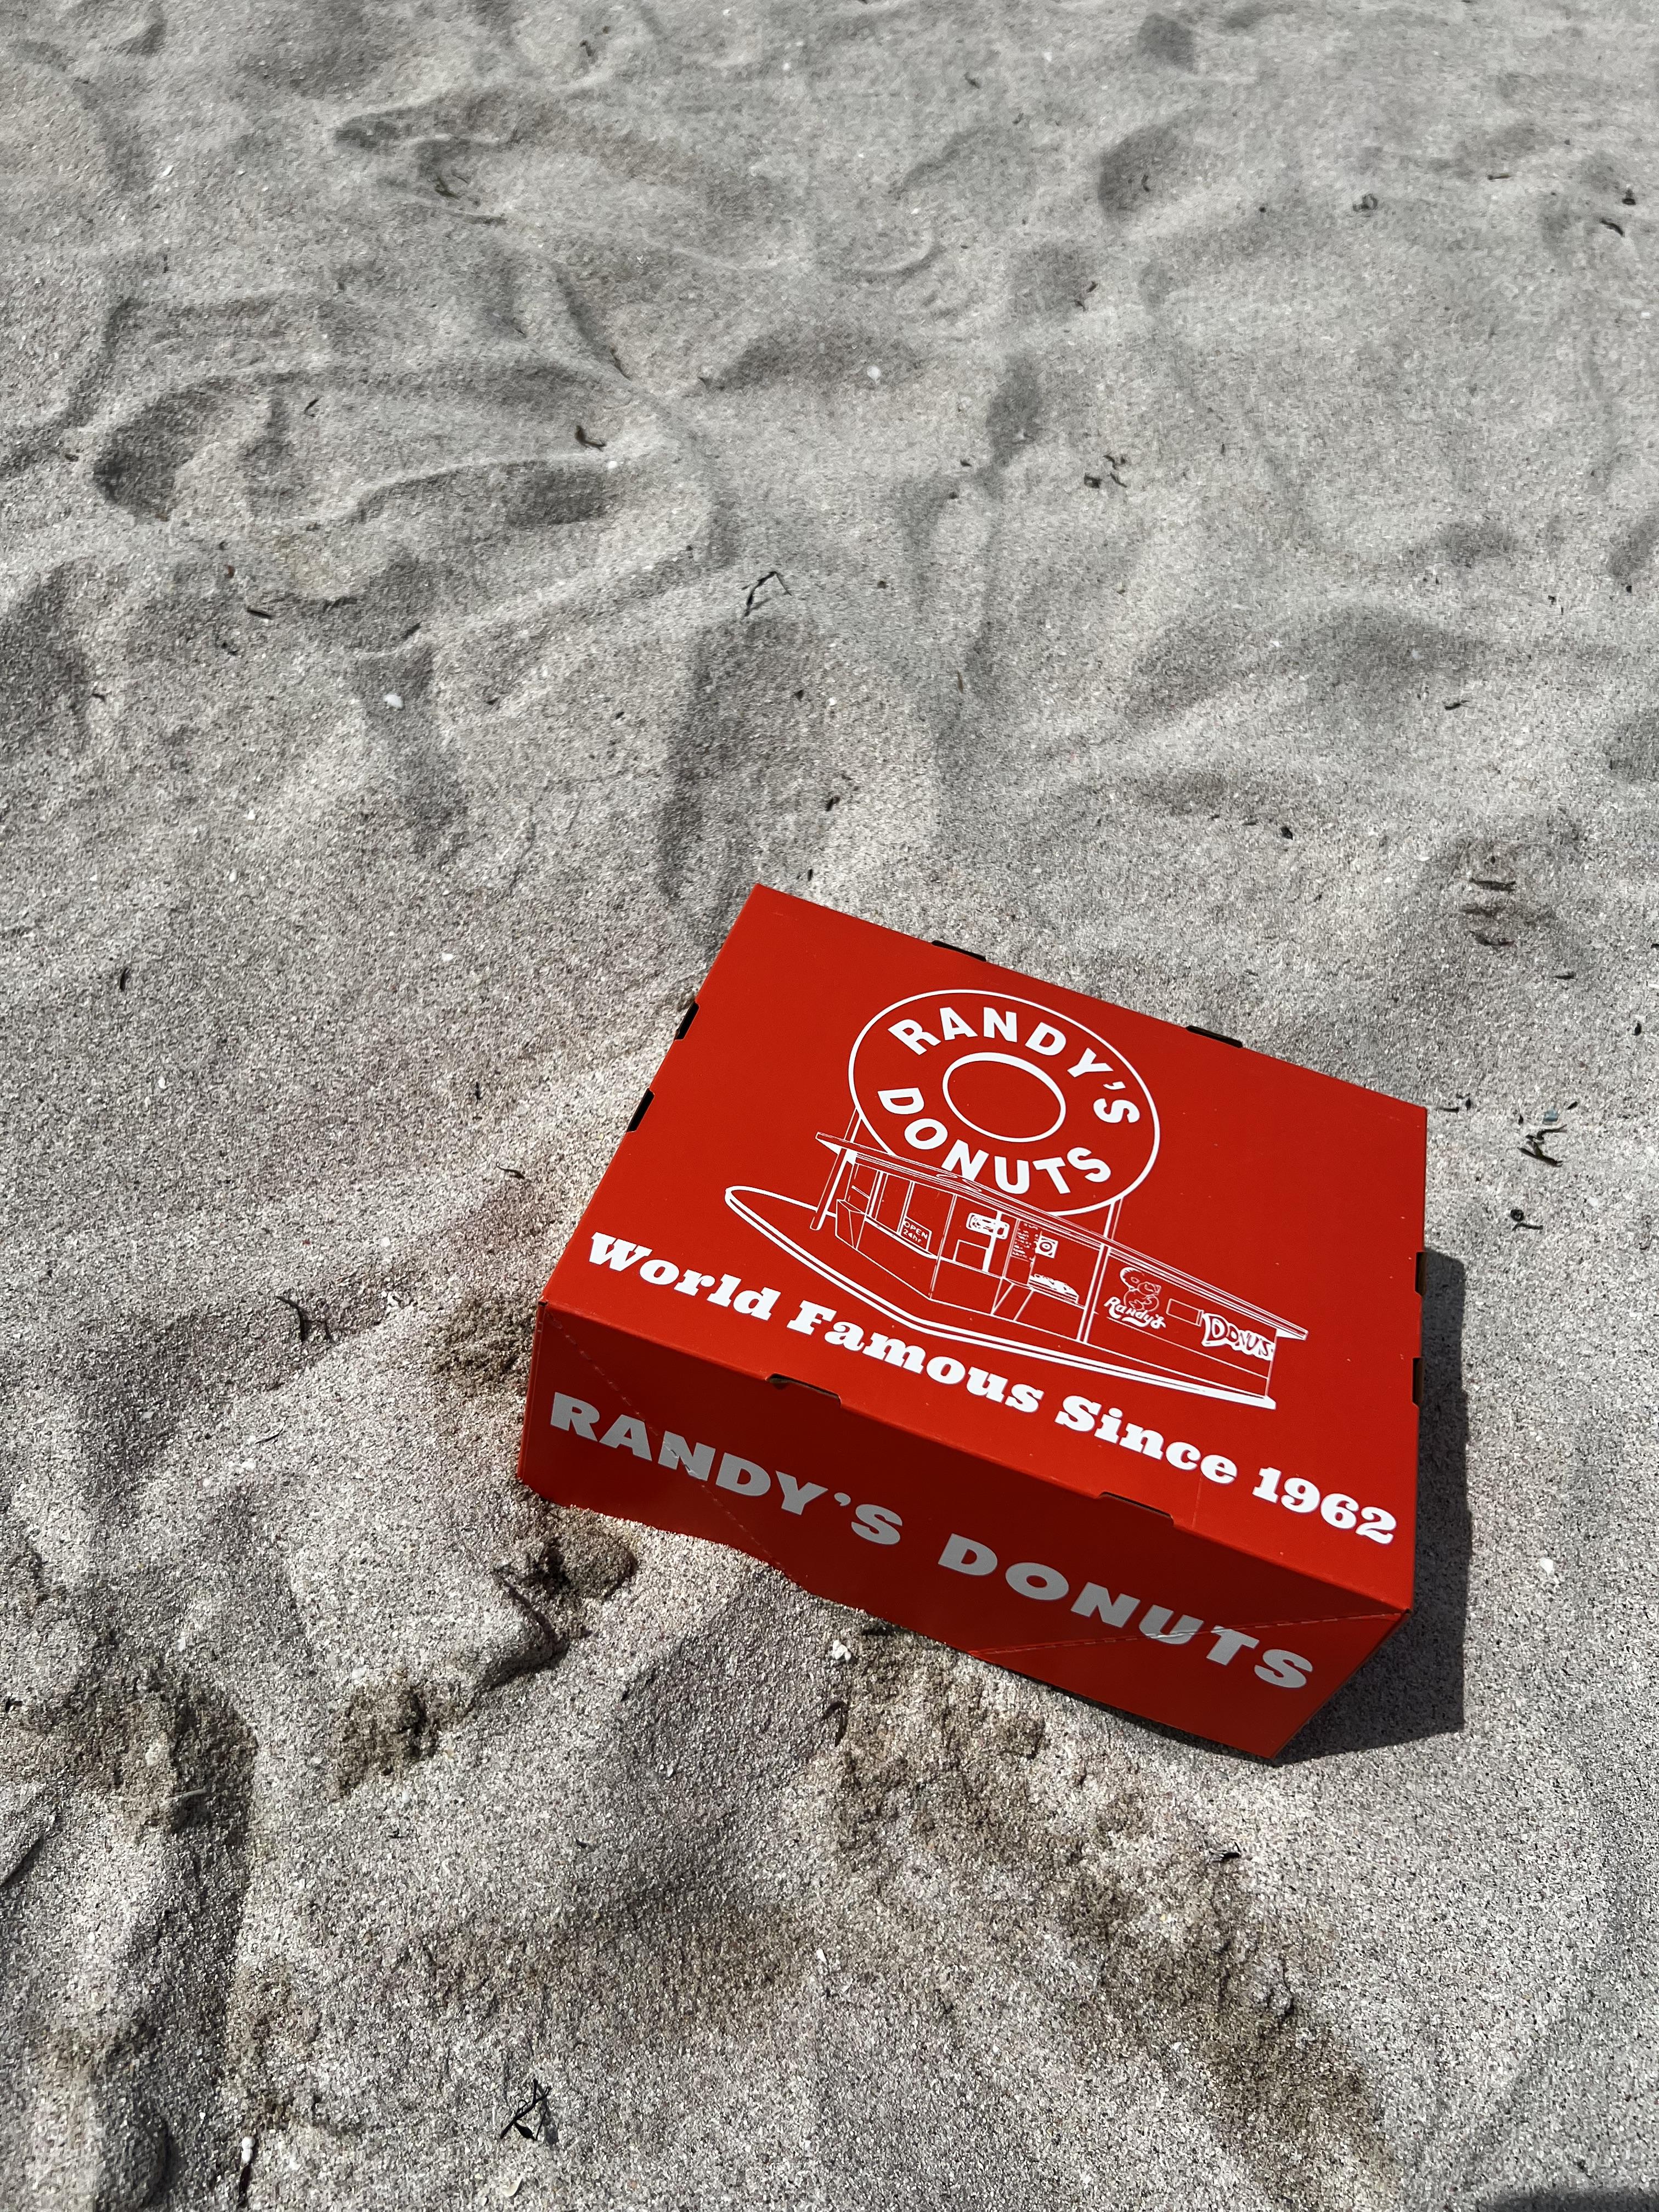 RANDY'S
DONUTS
OPEN
24hr
Randy's
DONUTS
World Famous Since 1962
RANDY'S DONUTS